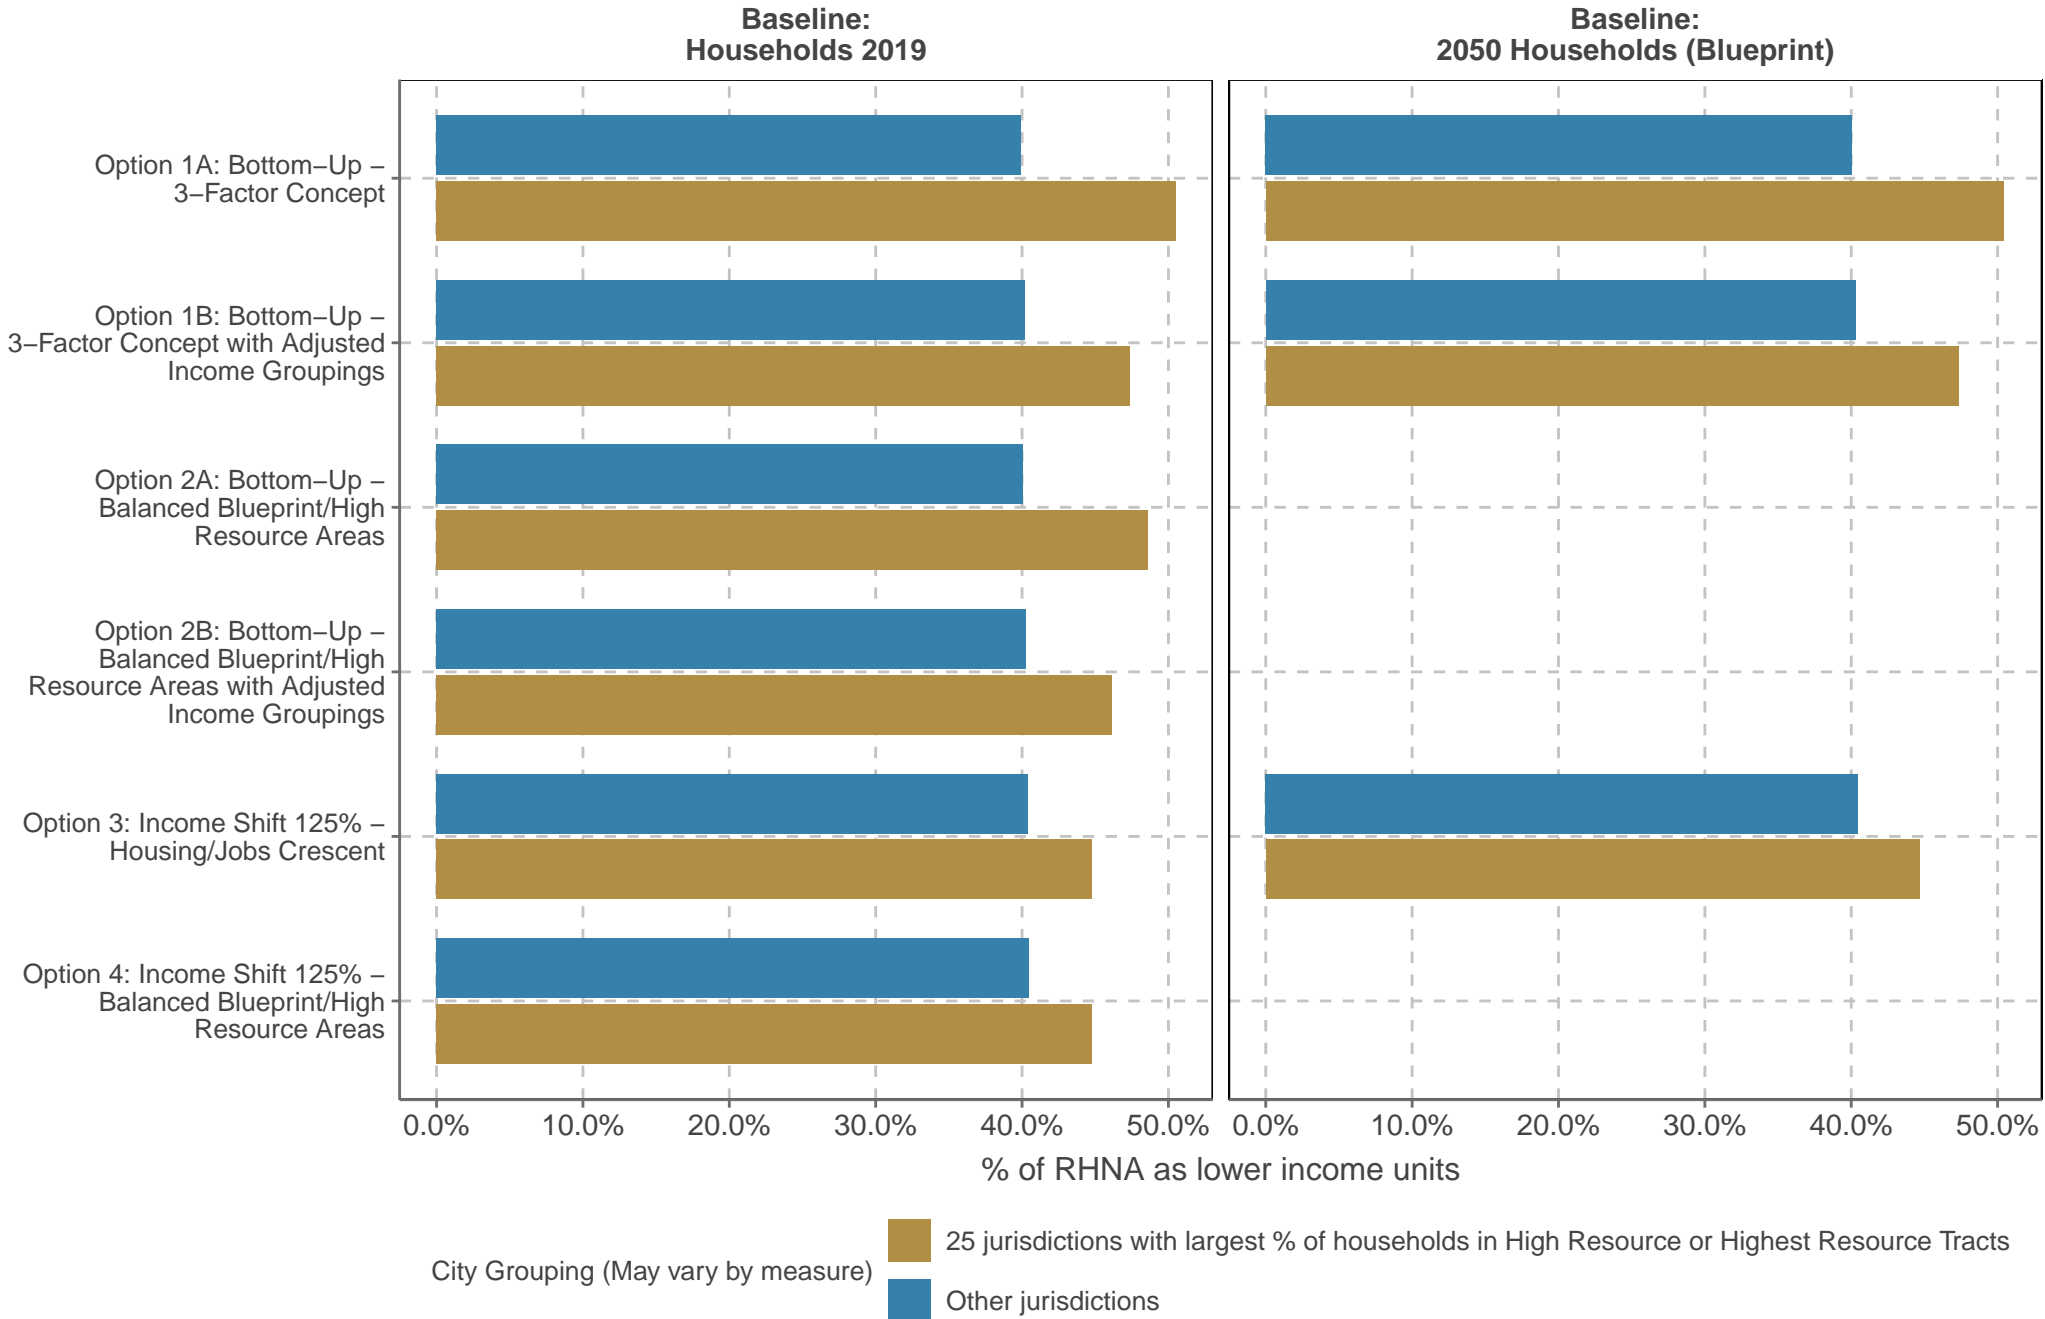 Baseline:
Households 2019
Baseline:
2050 Households (Blueprint)
Option 1A: Bottom−Up −
3−Factor Concept
Option 1B: Bottom−Up −
3−Factor Concept with Adjusted
Income Groupings
Option 2A: Bottom−Up −
Balanced Blueprint/High
Resource Areas
Option 2B: Bottom−Up −
Balanced Blueprint/High
Resource Areas with Adjusted
Income Groupings
Option 3: Income Shift 125% −
Housing/Jobs Crescent
Option 4: Income Shift 125% −
Balanced Blueprint/High
Resource Areas
0.0% 10.0% 20.0% 30.0% 40.0% 50.0% 0.0% 10.0% 20.0% 30.0% 40.0% 50.0%
% of RHNA as lower income units
City Grouping (May vary by measure)
25 jurisdictions with largest % of households in High Resource or Highest Resource Tracts
Other jurisdictions